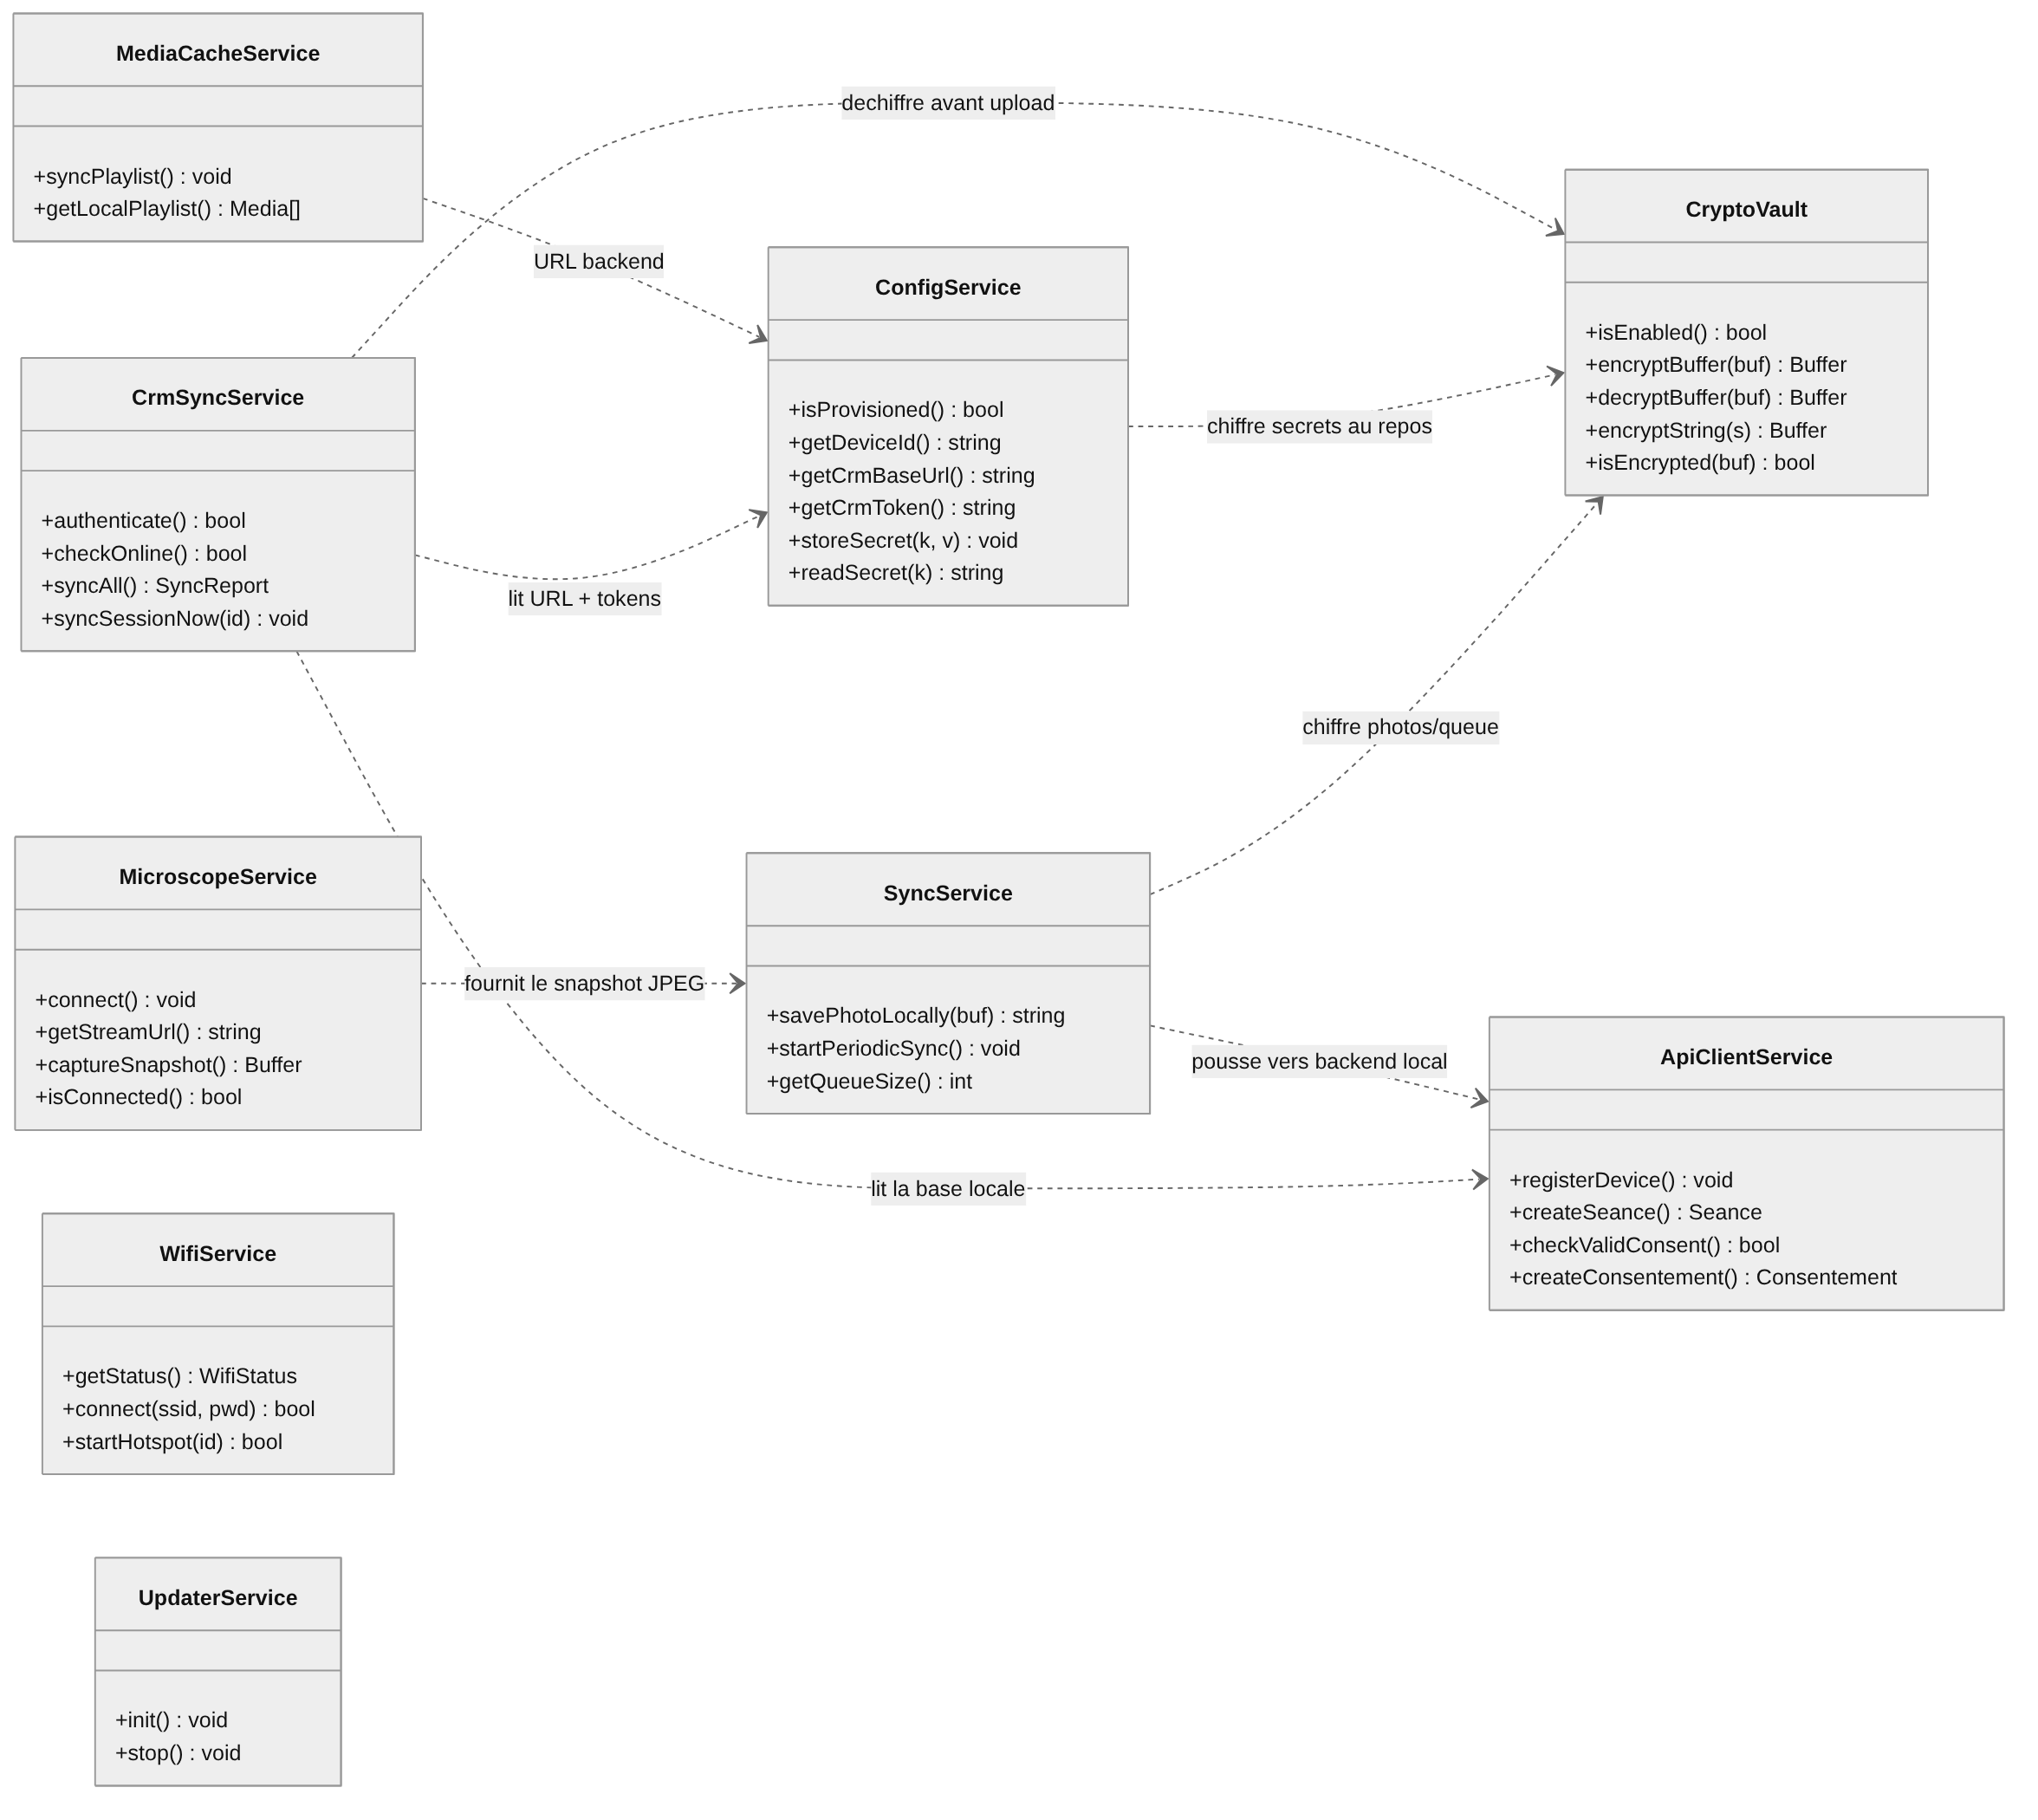 MediaCacheService
+syncPlaylist() : void
+getLocalPlaylist() : Media[]
dechiffre avant upload
URL backend
CrmSyncService
+authenticate() : bool
+checkOnline() : bool
+syncAll() : SyncReport
+syncSessionNow(id) : void
ConfigService
+isProvisioned() : bool
+getDeviceId() : string
+getCrmBaseUrl() : string
+getCrmToken() : string
+storeSecret(k, v) : void
+readSecret(k) : string
lit URL + tokens
chiffre secrets au repos
CryptoVault
+isEnabled() : bool
+encryptBuffer(buf) : Buffer
+decryptBuffer(buf) : Buffer
+encryptString(s) : Buffer
+isEncrypted(buf) : bool
chiffre photos/queue
MicroscopeService
+connect() : void
+getStreamUrl() : string
+captureSnapshot() : Buffer
+isConnected() : bool
fournit le snapshot JPEG
SyncService
+savePhotoLocally(buf) : string
+startPeriodicSync() : void
+getQueueSize() : int
pousse vers backend local
lit la base locale
ApiClientService
+registerDevice() : void
+createSeance() : Seance
+checkValidConsent() : bool
+createConsentement() : Consentement
WifiService
+getStatus() : WifiStatus
+connect(ssid, pwd) : bool
+startHotspot(id) : bool
UpdaterService
+init() : void
+stop() : void